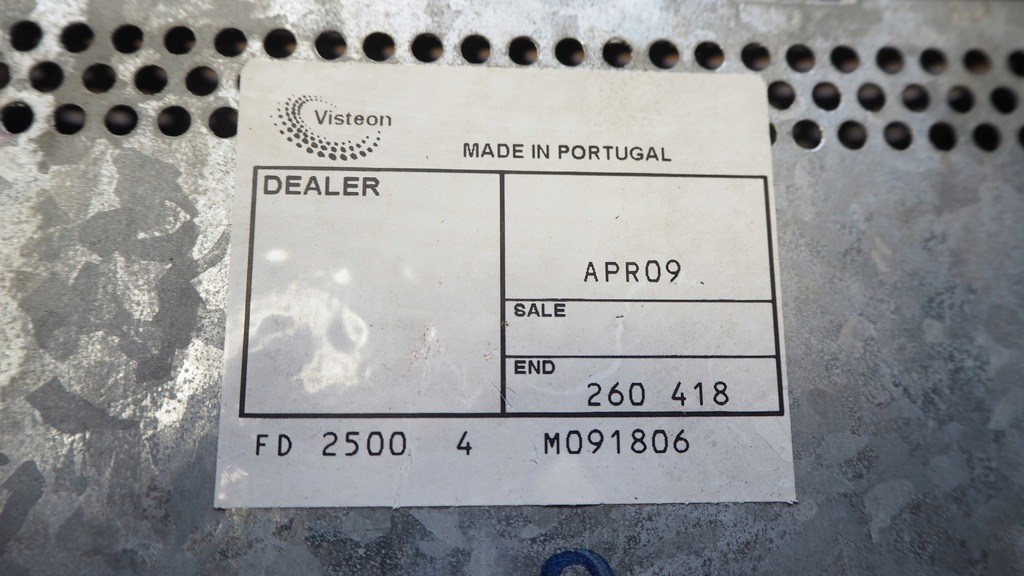 Visteon
MADE IN PORTUGAL
DEALER
APR09
SALE
END
260 418
FD 2500 4 M091806